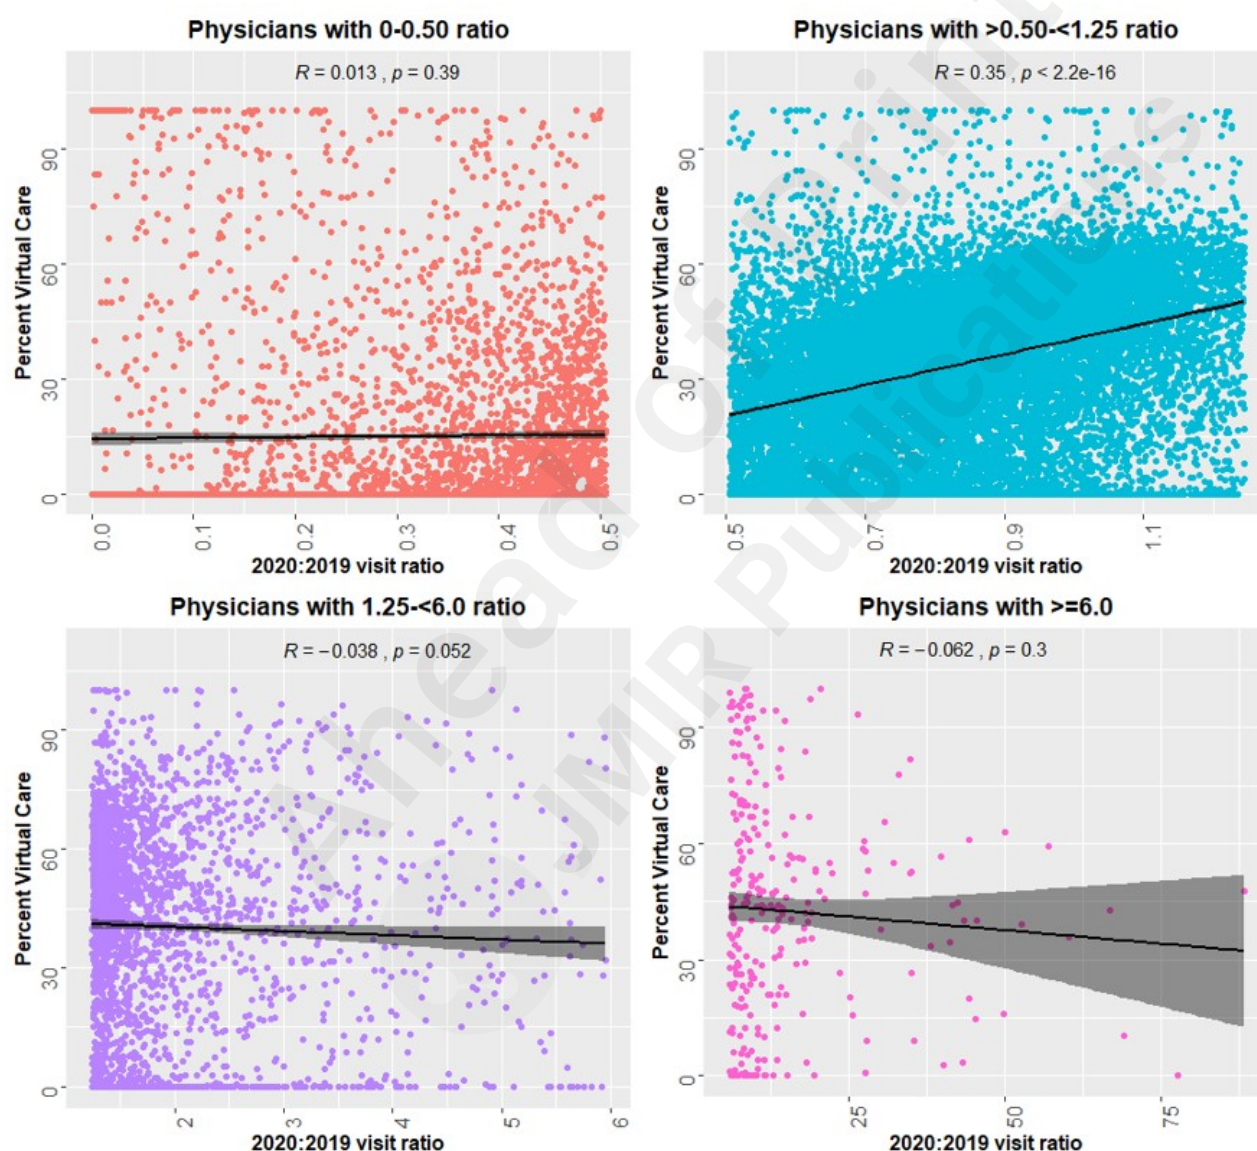 Physicians with 0-0.50 ratio
R = 0.013 , p = 0.39
Percent Virtual Care
90
60
30
0
0.0 0.1 0.2 0.3 0.4 0.5
2020:2019 visit ratio
Physicians with >0.50-<1.25 ratio
R = 0.35 , p < 2.2e-16
Percent Virtual Care
90
60
30
0
0.5 0.7 0.9 1.1
2020:2019 visit ratio
Physicians with 1.25-<6.0 ratio
R = −0.038 , p = 0.052
Percent Virtual Care
90
60
30
0
2 3 4 5 6
2020:2019 visit ratio
Physicians with >=6.0
R = −0.062 , p = 0.3
Percent Virtual Care
90
60
30
0
25 50 75
2020:2019 visit ratio
Ahead of Print
JMIR Publications